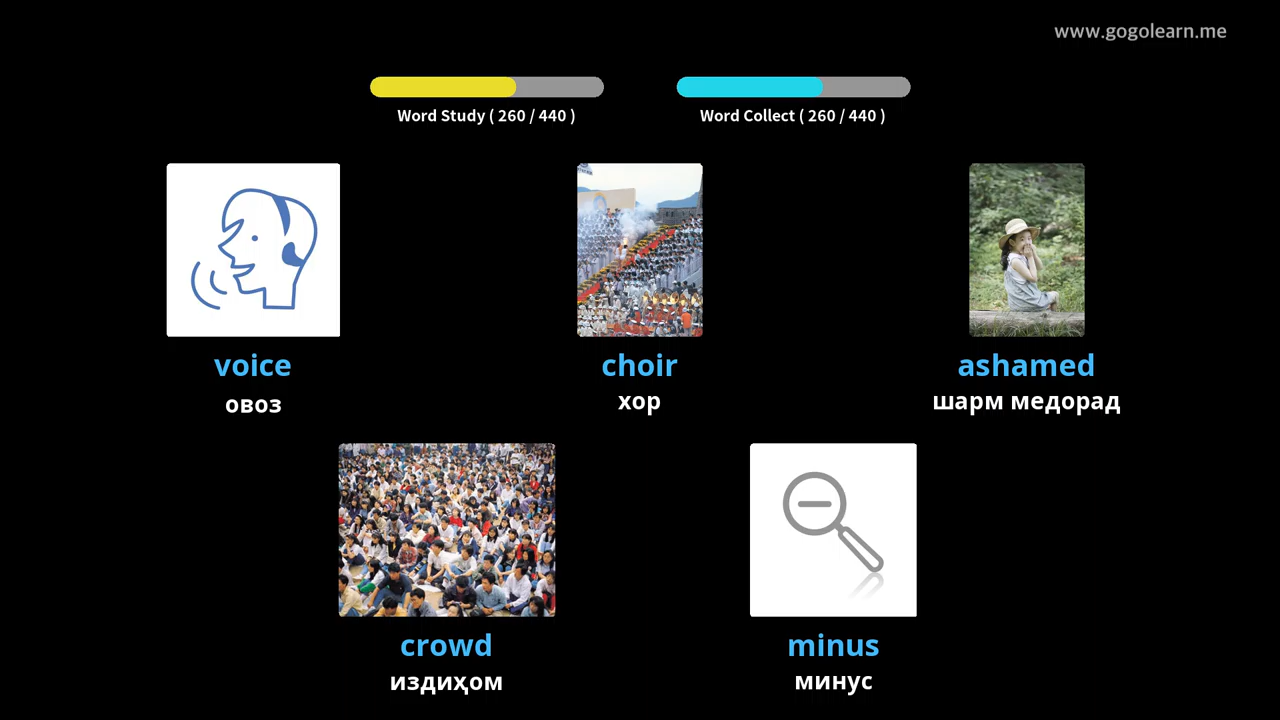 www.gogolearn.me
Word Study ( 260 / 440 )
Word Collect ( 260 / 440 )
voice
овоз
choir
хор
ashamed
шарм медорад
crowd
издиҳом
minus
минус